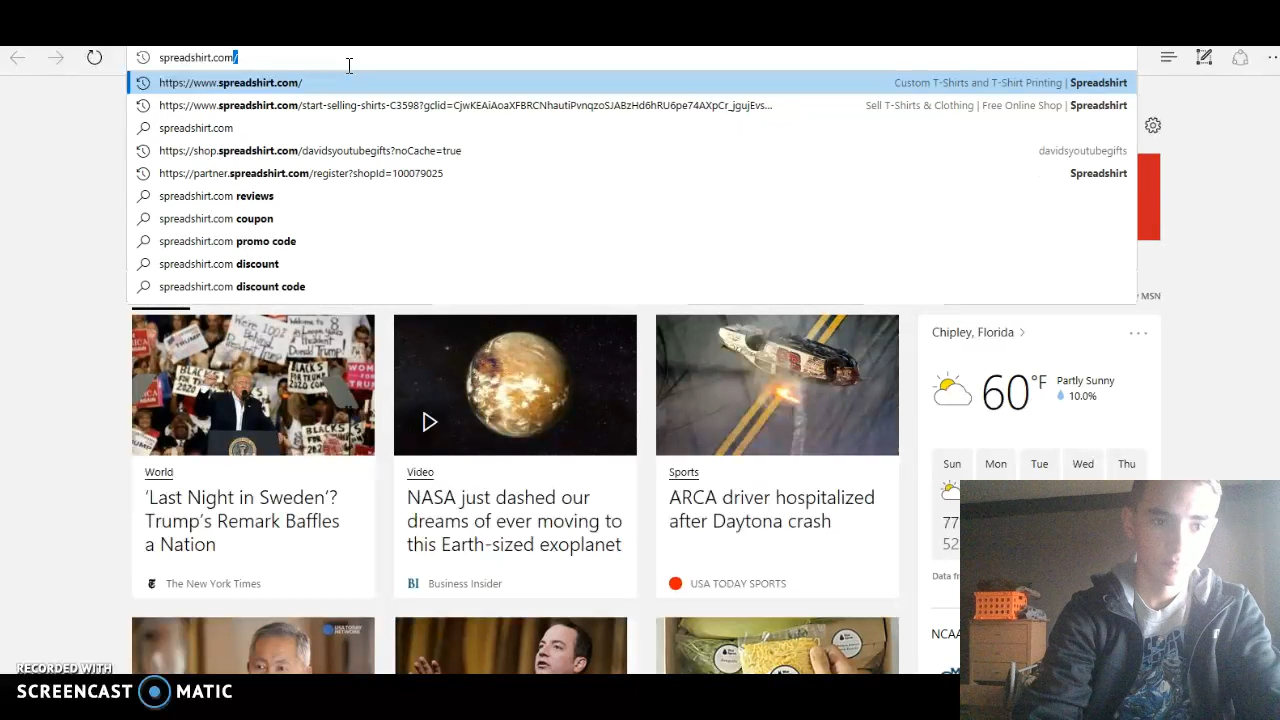 spreadshirt.com/
https://www.spreadshirt.com/ Custom T-Shirts and T-Shirt Printing | Spreadshirt
https://www.spreadshirt.com/start-selling-shirts-C3598?gclid=CjwKEAiAoaXFBRCNhautiPvnqzoSJABzHd6hRU6pe74AXpCr_jgujEvs... Sell T-Shirts & Clothing | Free Online Shop | Spreadshirt
spreadshirt.com
https://shop.spreadshirt.com/davidsyoutubegifts?noCache=true davidsyoutubegifts
https://partner.spreadshirt.com/register?shopId=100079025 Spreadshirt
spreadshirt.com reviews
spreadshirt.com coupon
spreadshirt.com promo code
spreadshirt.com discount
spreadshirt.com discount code
MSN
World
'Last Night in Sweden'?
Trump's Remark Baffles
a Nation
The New York Times
Video
NASA just dashed our
dreams of ever moving to
this Earth-sized exoplanet
BI Business Insider
Sports
ARCA driver hospitalized
after Daytona crash
USA TODAY SPORTS
Chipley, Florida
60°F
Partly Sunny
10.0%
Sun Mon Tue Wed Thu
77
52
Data
NCAA
RECORDED WITH
SCREENCAST MATIC